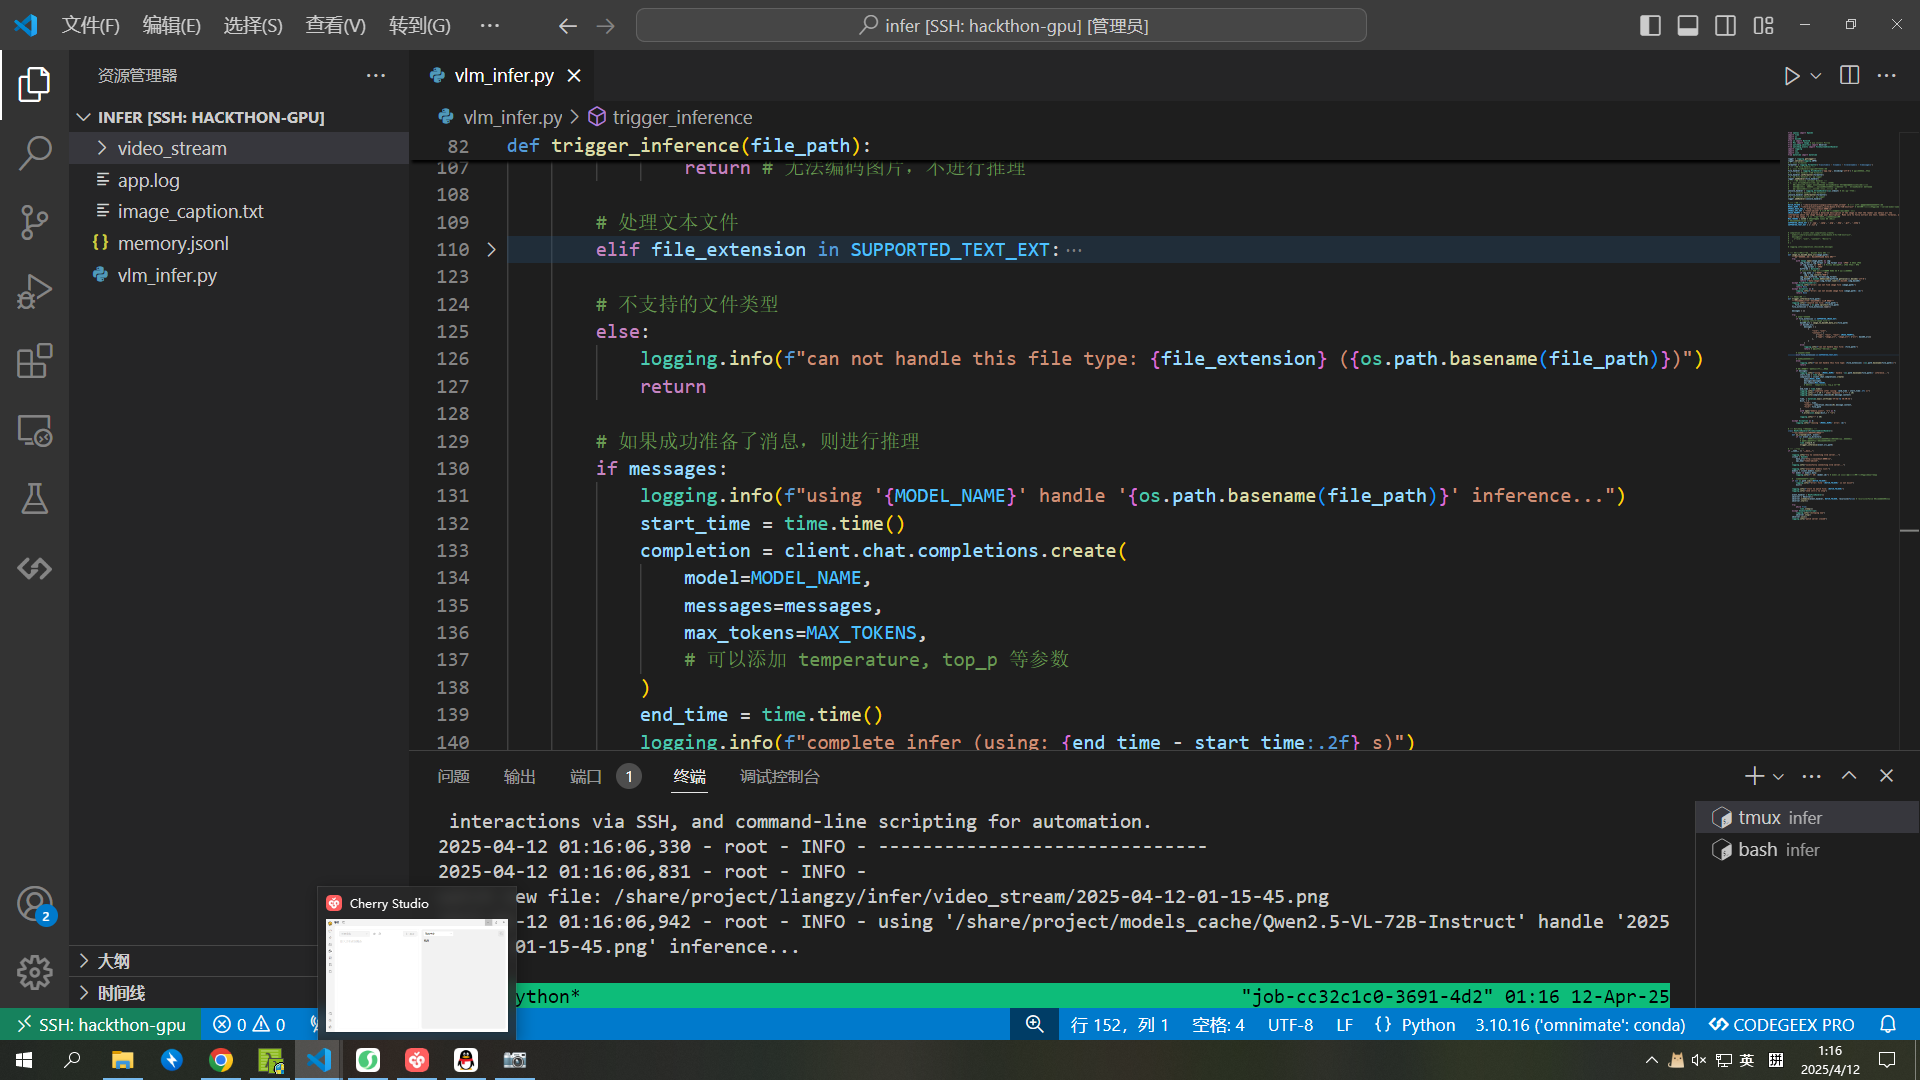 文件(F) 编辑(E) 选择(S) 查看(V) 转到(G) ··· infer [SSH: hackthon-gpu] [管理员]
资源管理器 ···
INFER [SSH: HACKTHON-GPU]
video_stream
app.log
image_caption.txt
memory.jsonl
vlm_infer.py
大纲
时间线
vlm_infer.py
vlm_infer.py > trigger_inference
82 def trigger_inference(file_path):
107 return # 无法编码图片，不进行推理
108
109 # 处理文本文件
110 elif file_extension in SUPPORTED_TEXT_EXT:···
123
124 # 不支持的文件类型
125 else:
126 logging.info(f"can not handle this file type: {file_extension} ({os.path.basename(file_path)})")
127 return
128
129 # 如果成功准备了消息，则进行推理
130 if messages:
131 logging.info(f"using '{MODEL_NAME}' handle '{os.path.basename(file_path)}' inference...")
132 start_time = time.time()
133 completion = client.chat.completions.create(
134 model=MODEL_NAME,
135 messages=messages,
136 max_tokens=MAX_TOKENS,
137 # 可以添加 temperature, top_p 等参数
138 )
139 end_time = time.time()
140 logging.info(f"complete infer (using: {end_time - start_time:.2f} s)")
问题 输出 端口 1 终端 调试控制台
interactions via SSH, and command-line scripting for automation.
2025-04-12 01:16:06,330 - root - INFO - ------------------------------
2025-04-12 01:16:06,831 - root - INFO -
ew file: /share/project/liangzy/infer/video_stream/2025-04-12-01-15-45.png
-12 01:16:06,942 - root - INFO - using '/share/project/models_cache/Qwen2.5-VL-72B-Instruct' handle '2025
01-15-45.png' inference...
ython* "job-cc32c1c0-3691-4d2" 01:16 12-Apr-25
tmux infer
bash infer
Cherry Studio
2
SSH: hackthon-gpu 0 0 行 152，列 1 空格: 4 UTF-8 LF {} Python 3.10.16 ('omnimate': conda) CODEGEEX PRO
英 拼 1:16
2025/4/12